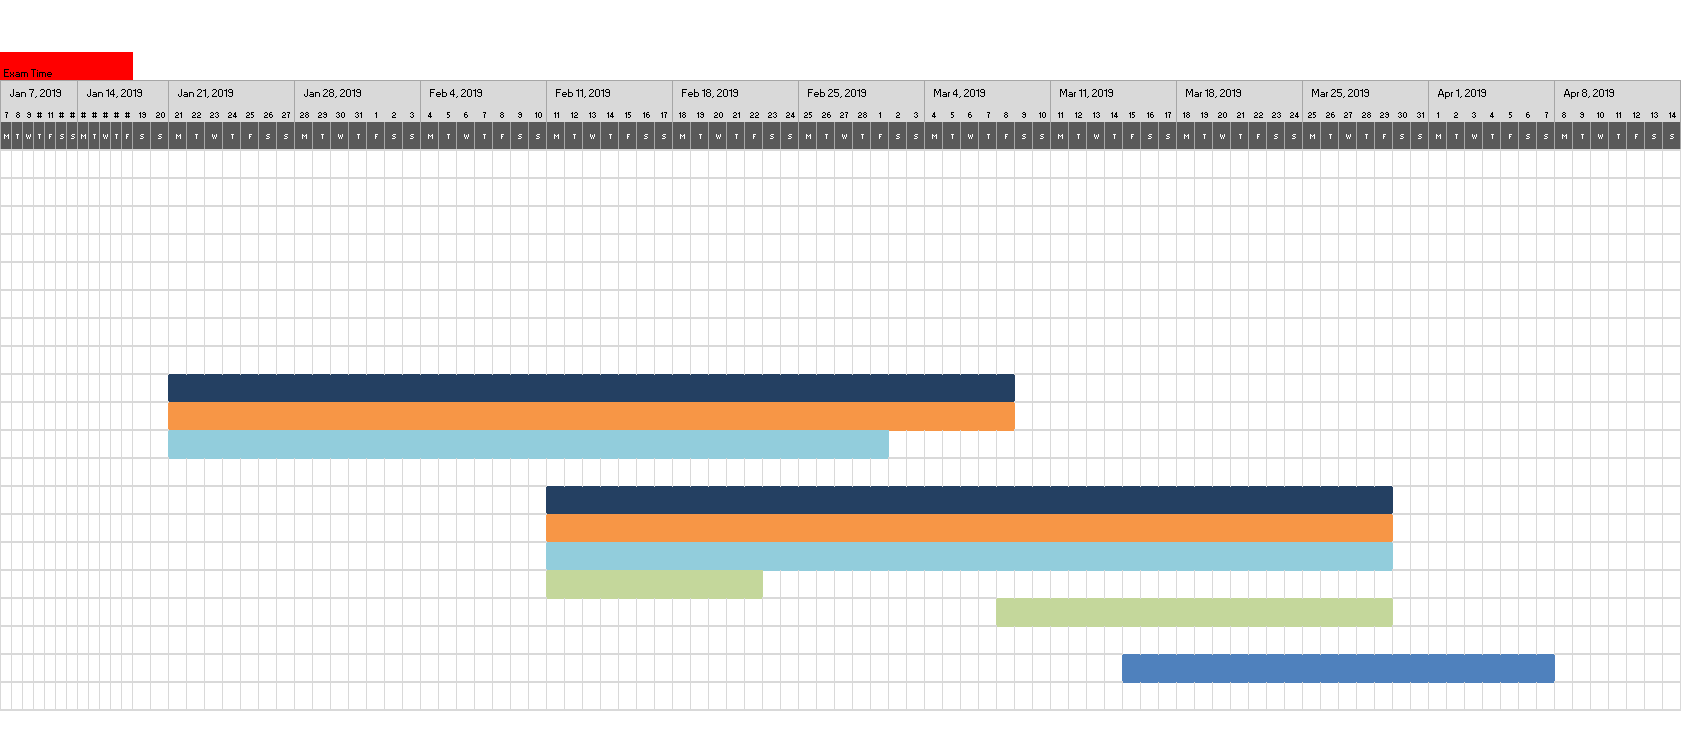 Exam Time
Jan 7, 2019 Jan 14, 2019 Jan 21, 2019 Jan 28, 2019 Feb 4, 2019 Feb 11, 2019 Feb 18, 2019 Feb 25, 2019 Mar 4, 2019 Mar 11, 2019 Mar 18, 2019 Mar 25, 2019 Apr 1, 2019 Apr 8, 2019
7 8 9 # 11 # # # # # # # 19 20 21 22 23 24 25 26 27 28 29 30 31 1 2 3 4 5 6 7 8 9 10 11 12 13 14 15 16 17 18 19 20 21 22 23 24 25 26 27 28 1 2 3 4 5 6 7 8 9 10 11 12 13 14 15 16 17 18 19 20 21 22 23 24 25 26 27 28 29 30 31 1 2 3 4 5 6 7 8 9 10 11 12 13 14
M T W T F S S M T W T F S S M T W T F S S M T W T F S S M T W T F S S M T W T F S S M T W T F S S M T W T F S S M T W T F S S M T W T F S S M T W T F S S M T W T F S S M T W T F S S M T W T F S S